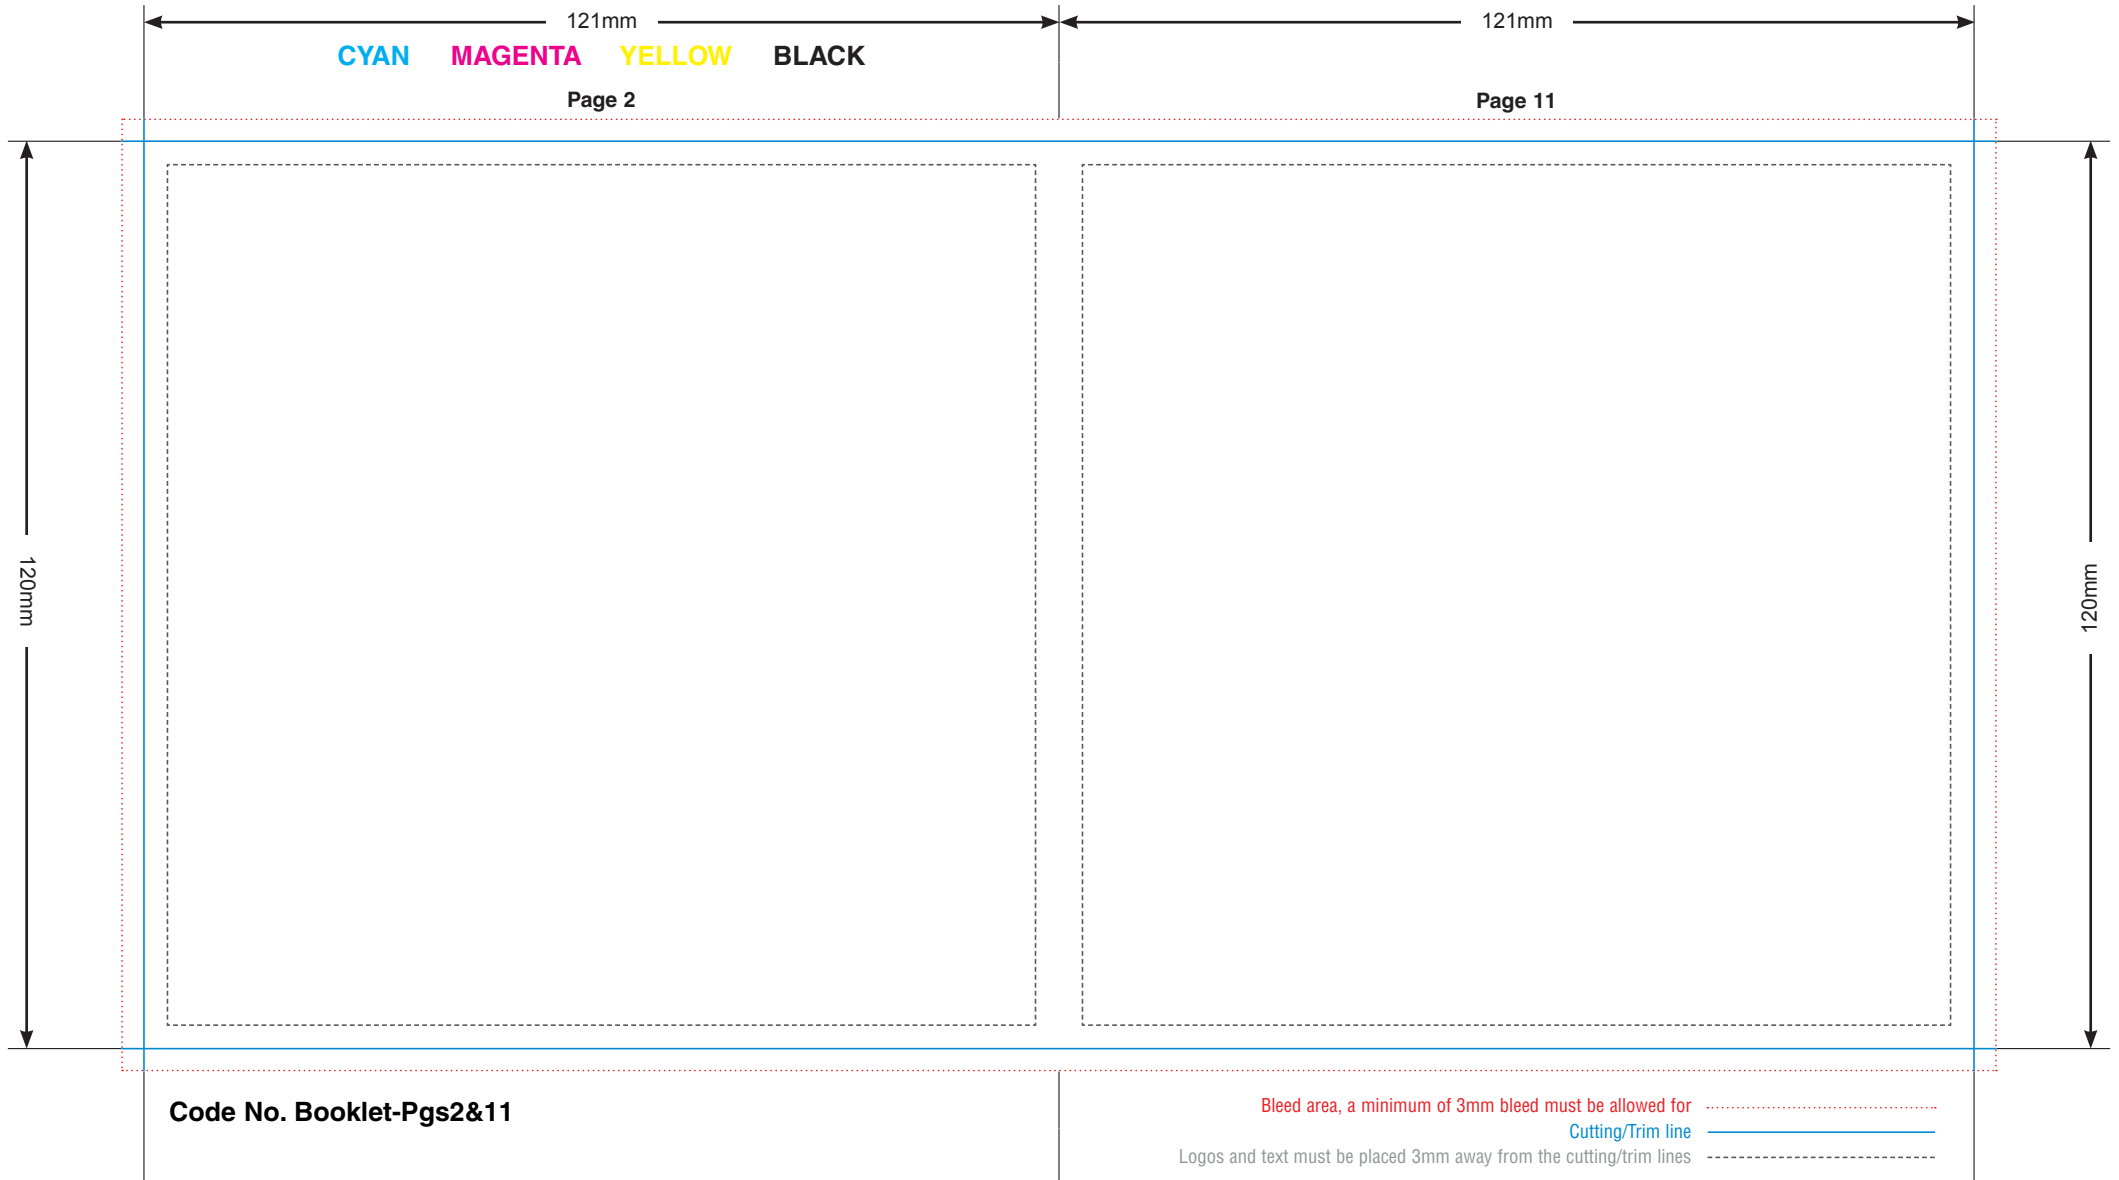 121mm 121mm
CYAN MAGENTA YELLOW BLACK
Page 2 Page 11
120mm
120mm
Code No. Booklet-Pgs2&11
Bleed area, a minimum of 3mm bleed must be allowed for
Cutting/Trim line
Logos and text must be placed 3mm away from the cutting/trim lines